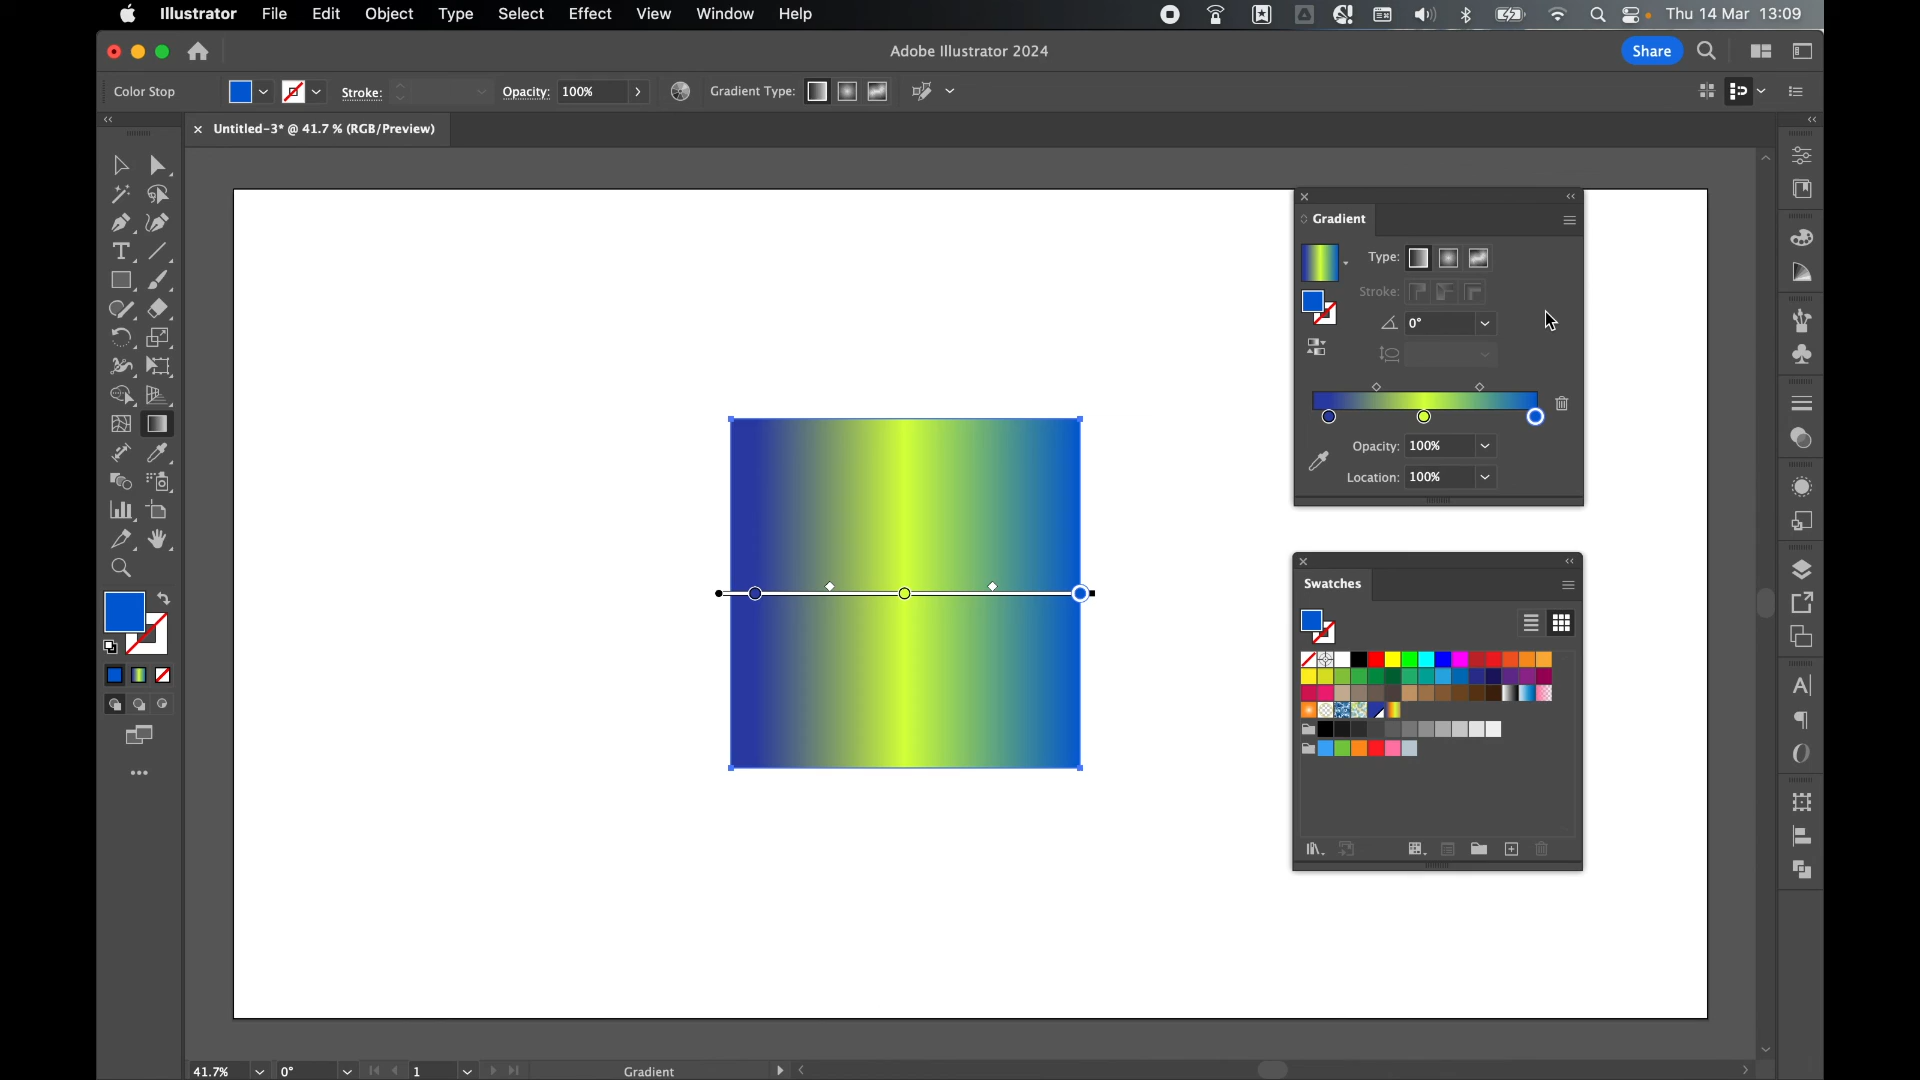 Illustrator File Edit Object Type Select Effect View Window Help Thu 14 Mar 13:09
Adobe Illustrator 2024 Share
Color Stop Stroke: Opacity: 100% Gradient Type:
× Untitled-3* @ 41.7 % (RGB/Preview)
Gradient
Type:
Stroke:
0°
Opacity: 100%
Location: 100%
Swatches
41.7% 0° 1 Gradient